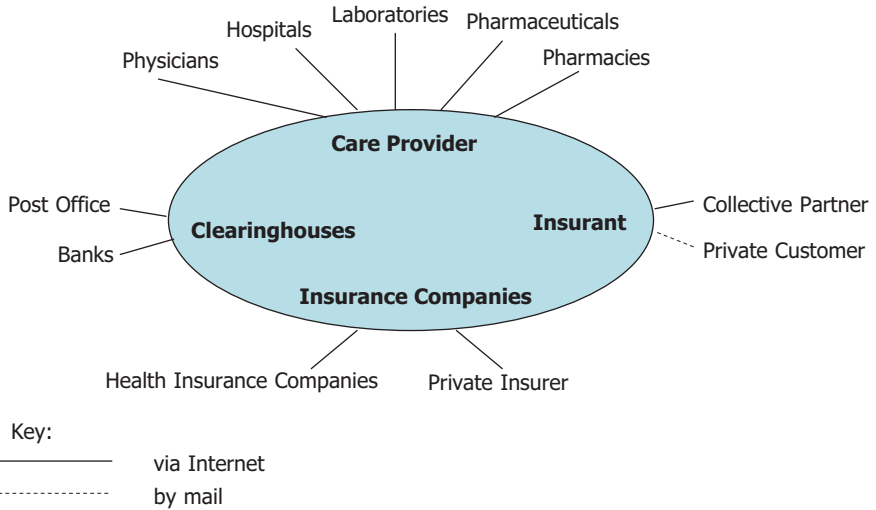 Laboratories
Hospitals
Pharmaceuticals
Physicians
Pharmacies
Care Provider
Post Office
Collective Partner
Clearinghouses
Insurant
Banks
Private Customer
Insurance Companies
Health Insurance Companies
Private Insurer
Key:
via Internet
by mail